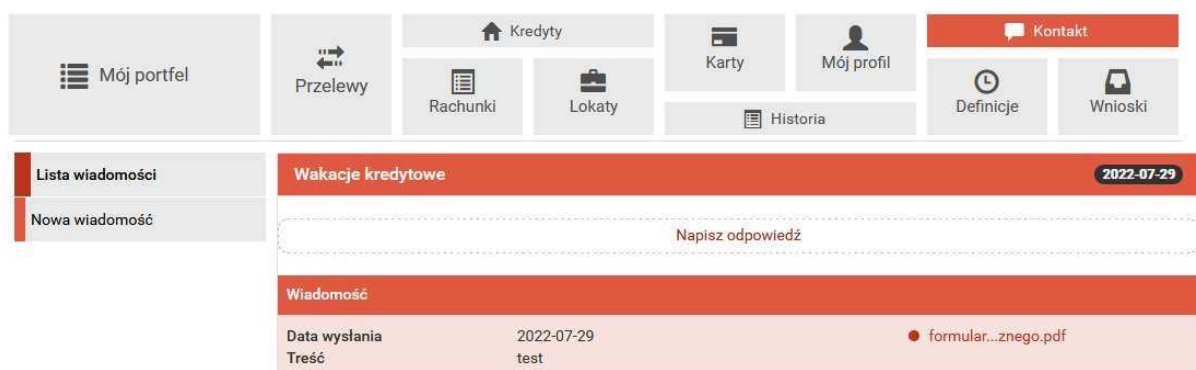 Mój portfel
Przelewy
Kredyty
Rachunki
Lokaty
Karty
Mój profil
Historia
Kontakt
Definicje
Wnioski
Lista wiadomości
Nowa wiadomość
Wakacje kredytowe 2022-07-29
Napisz odpowiedź
Wiadomość
Data wysłania 2022-07-29 formular...znego.pdf
Treść test